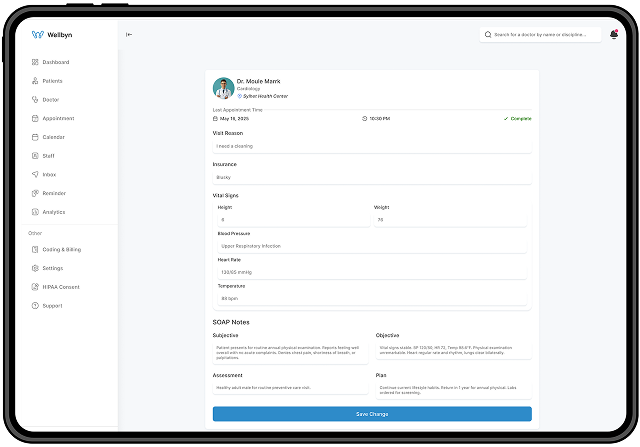 Wellbyn
Search for a doctor by name or discipline...
Dashboard
Patients
Doctor
Appointment
Calendar
Staff
Inbox
Reminder
Analytics
Other
Coding & Billing
Settings
HIPAA Consent
Support
Dr. Moule Marrk
Cardiology
Sylhet Health Center
Last Appointment Time
May 16, 2025
10:30 PM
Complete
Visit Reason
I need a cleaning
Insurance
Blursky
Vital Signs
Height
Weight
6
78
Blood Pressure
Upper Respiratory Infection
Heart Rate
130/85 mmHg
Temperature
88 bpm
SOAP Notes
Subjective
Patient presents for routine annual physical examination. Reports feeling well
overall with no acute complaints. Denies chest pain, shortness of breath, or
palpitations.
Objective
Vital signs stable. BP 120/80, HR 72, Temp 98.6°F. Physical examination
unremarkable. Heart regular rate and rhythm, lungs clear bilaterally.
Assessment
Healthy adult male for routine preventive care visit.
Plan
Continue current lifestyle habits. Return in 1 year for annual physical. Labs
ordered for screening.
Save Change